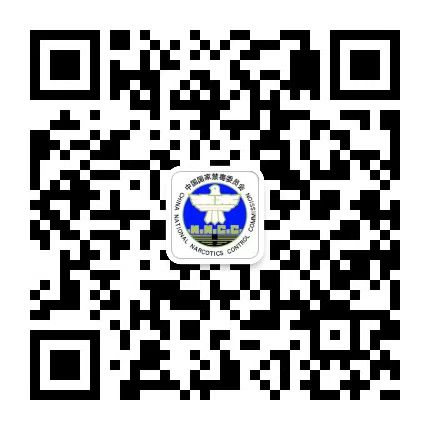 中国国家禁毒委员会
N.N.C.C
CHINA NATIONAL NARCOTICS CONTROL COMMISSION